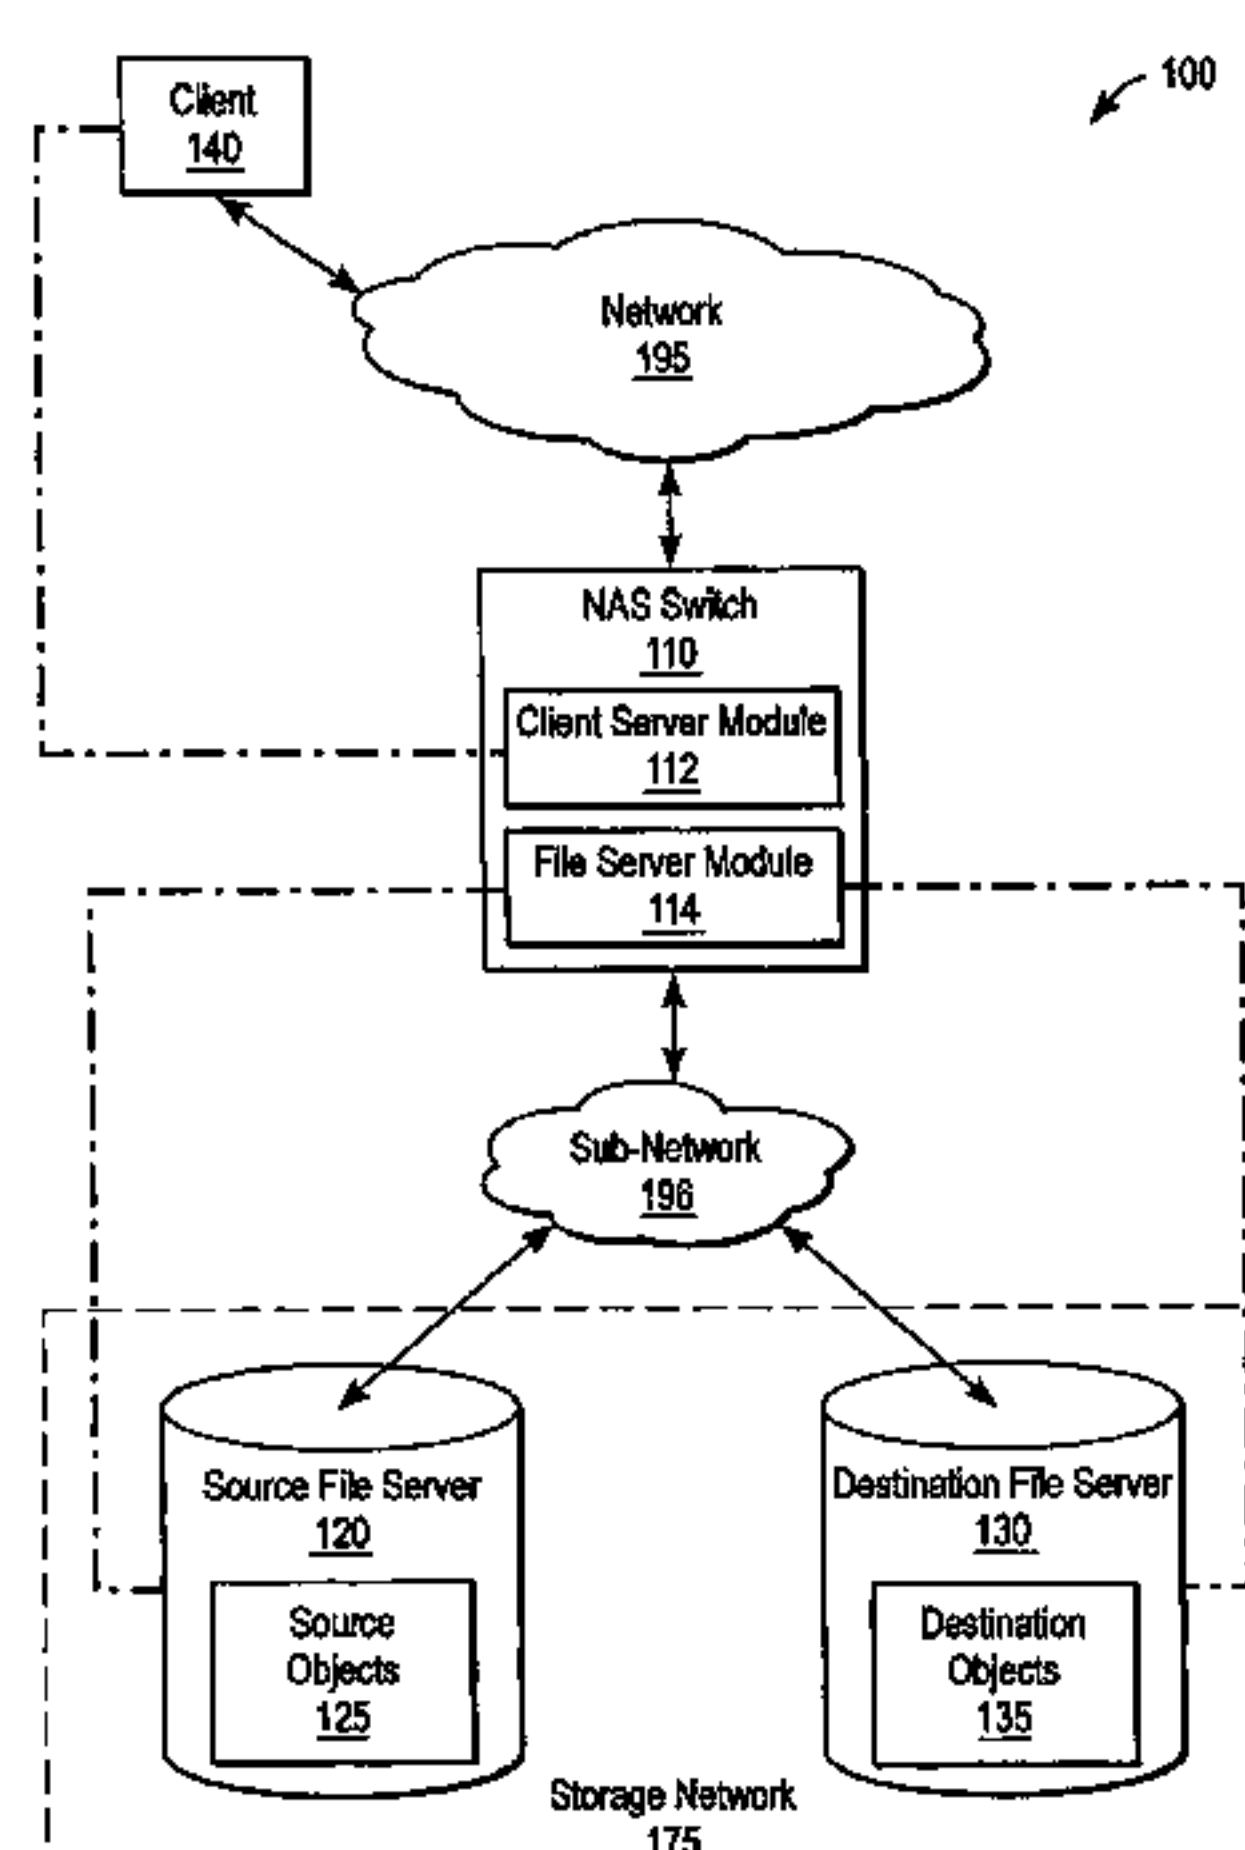 100
Client
140
Network
195
NAS Switch
110
Client Server Module
112
File Server Module
114
Sub-Network
196
Source File Server
120
Destination File Server
130
Source
Objects
125
Destination
Objects
135
Storage Network
175